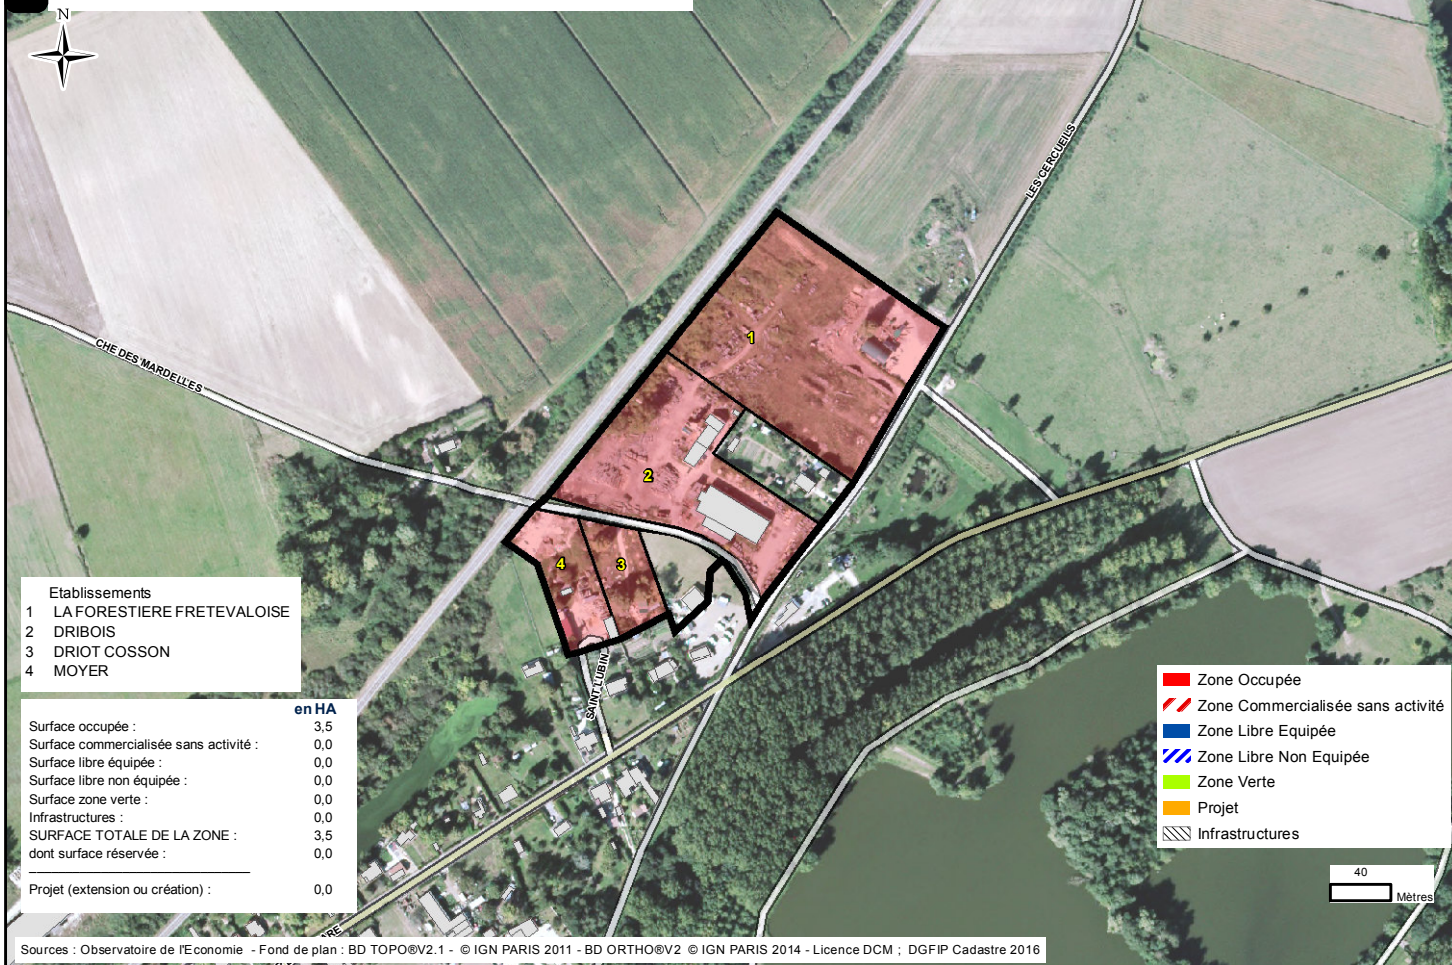 N
LES CERCUEILS
CHE DES MARDELLES
1
2
4
3
SAINT LUBIN
Etablissements
1 LA FORESTIERE FRETEVALOISE
2 DRIBOIS
3 DRIOT COSSON
4 MOYER
en HA
Surface occupée : 3,5
Surface commercialisée sans activité : 0,0
Surface libre équipée : 0,0
Surface libre non équipée : 0,0
Surface zone verte : 0,0
Infrastructures : 0,0
SURFACE TOTALE DE LA ZONE : 3,5
dont surface réservée : 0,0
Projet (extension ou création) : 0,0
Zone Occupée
Zone Commercialisée sans activité
Zone Libre Equipée
Zone Libre Non Equipée
Zone Verte
Projet
Infrastructures
40
Mètres
Sources : Observatoire de l'Economie - Fond de plan : BD TOPO®V2.1 - © IGN PARIS 2011 - BD ORTHO®V2 © IGN PARIS 2014 - Licence DCM ; DGFIP Cadastre 2016